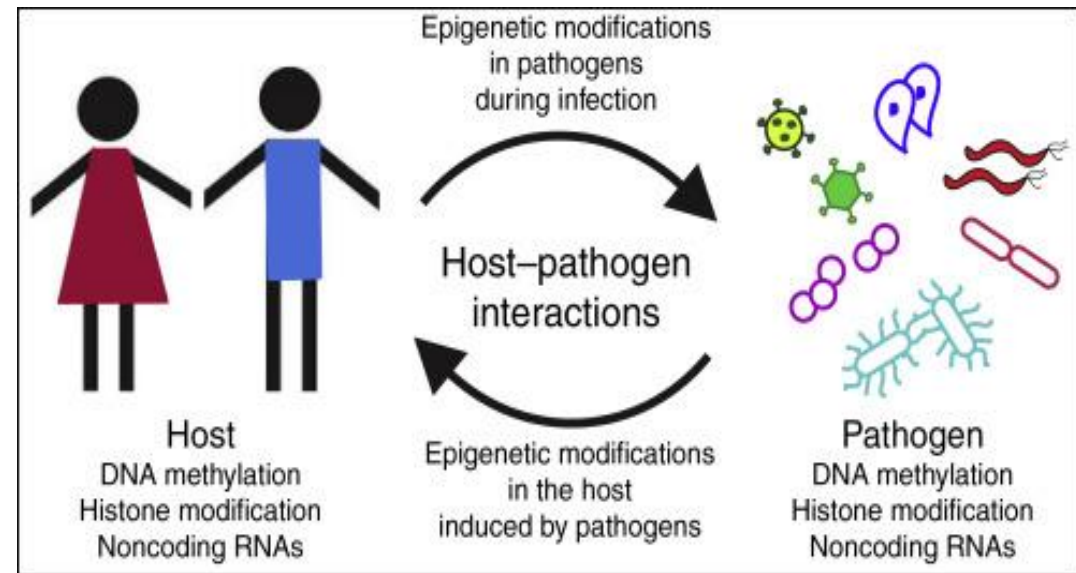 Epigenetic modifications
in pathogens
during infection
Host–pathogen
interactions
Epigenetic modifications
in the host
induced by pathogens
Host
DNA methylation
Histone modification
Noncoding RNAs
Pathogen
DNA methylation
Histone modification
Noncoding RNAs